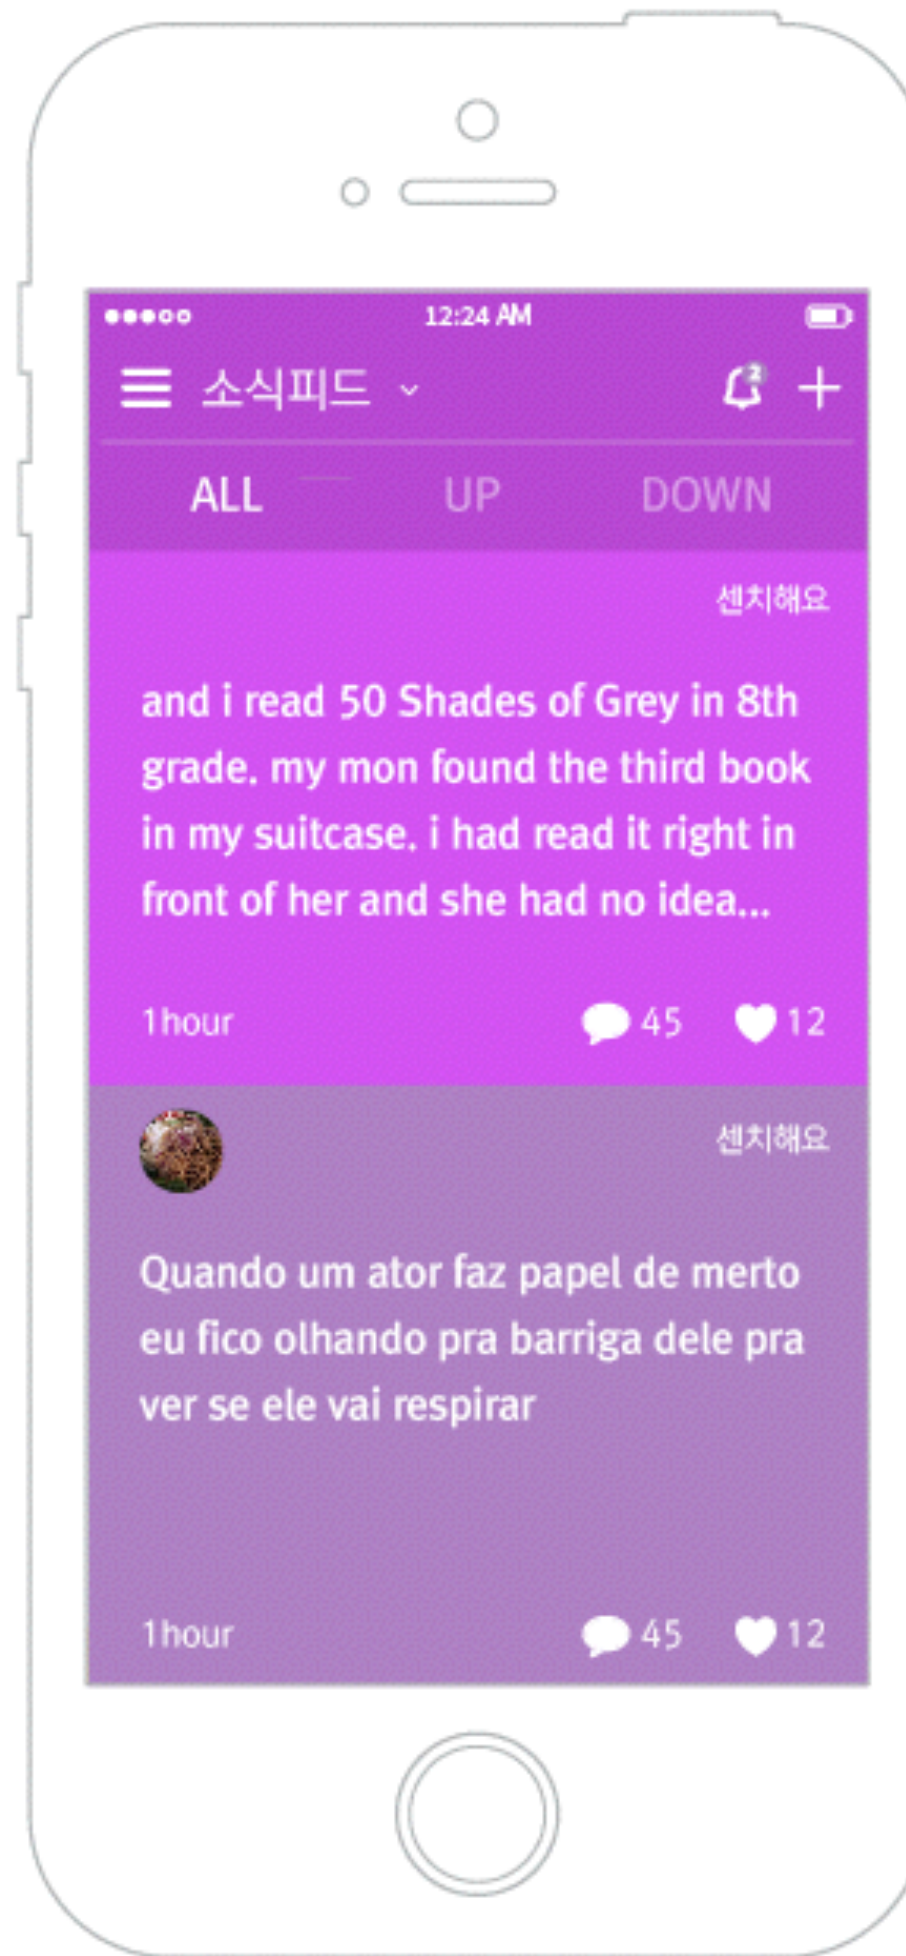 12:24 AM
소식피드 2
ALL UP DOWN
센치해요
and i read 50 Shades of Grey in 8th
grade. my mon found the third book
in my suitcase. i had read it right in
front of her and she had no idea...
1hour 45 12
센치해요
Quando um ator faz papel de merto
eu fico olhando pra barriga dele pra
ver se ele vai respirar
1hour 45 12